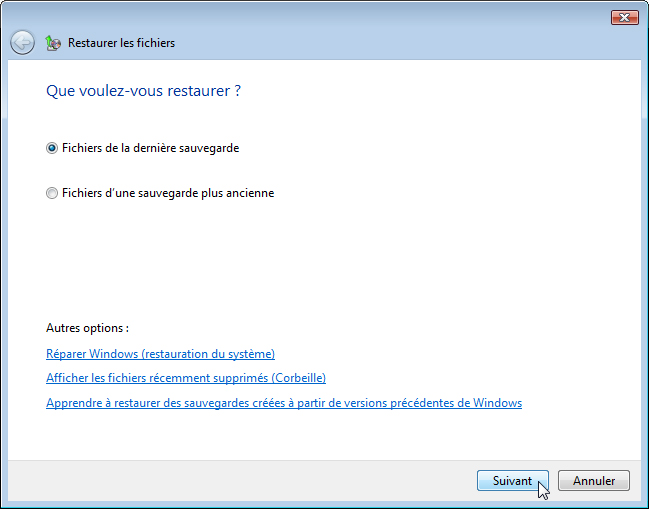 Restaurer les fichiers
Que voulez-vous restaurer ?
Fichiers de la dernière sauvegarde
Fichiers d'une sauvegarde plus ancienne
Autres options :
Réparer Windows (restauration du système)
Afficher les fichiers récemment supprimés (Corbeille)
Apprendre à restaurer des sauvegardes créées à partir de versions précédentes de Windows
Suivant
Annuler